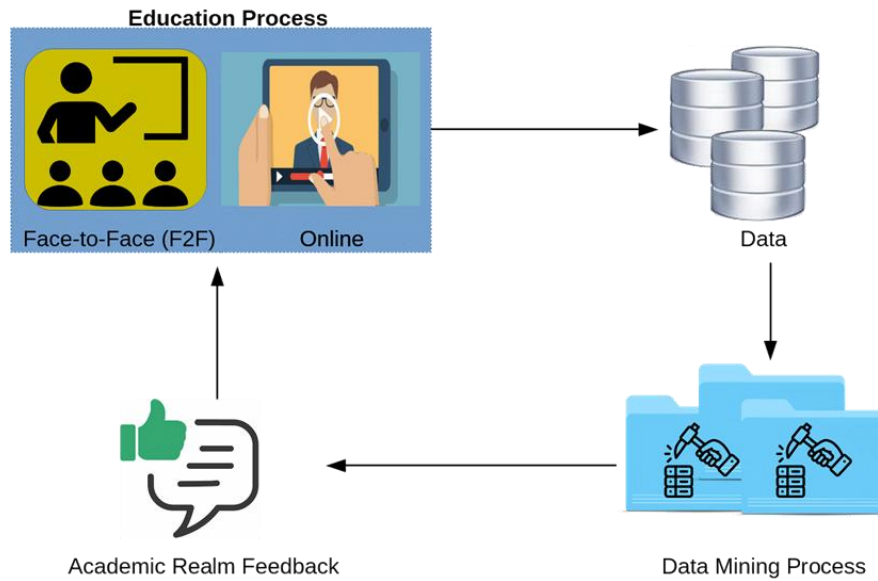 Education Process
Face-to-Face (F2F)
Online
Data
Academic Realm Feedback
Data Mining Process